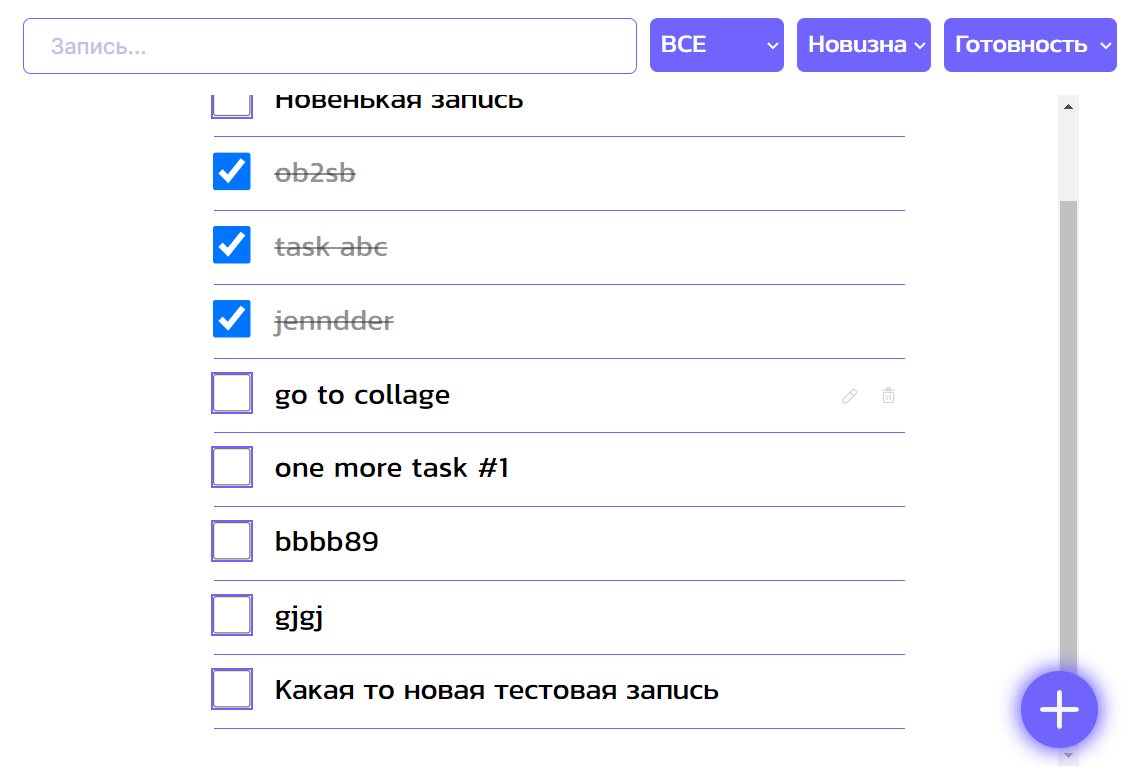 Запись...
ВСЕ
Новизна
Готовность
Новенькая запись
ob2sb
task abc
jenndder
go to collage
one more task #1
bbbb89
gjgj
Какая то новая тестовая запись